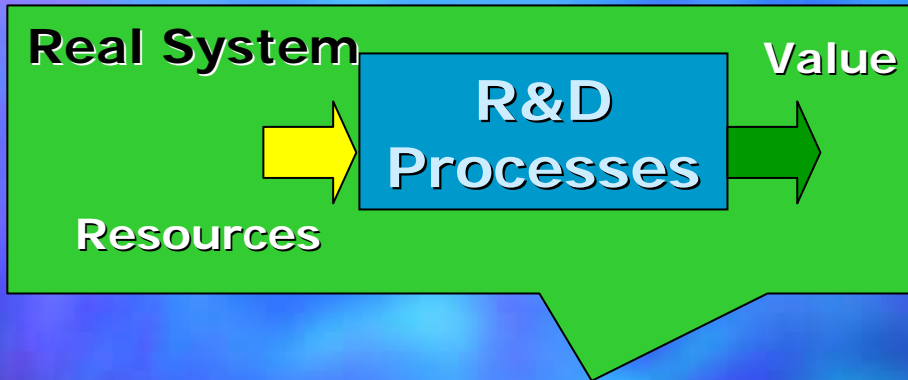 Real System
Value
R&D
Processes
Resources